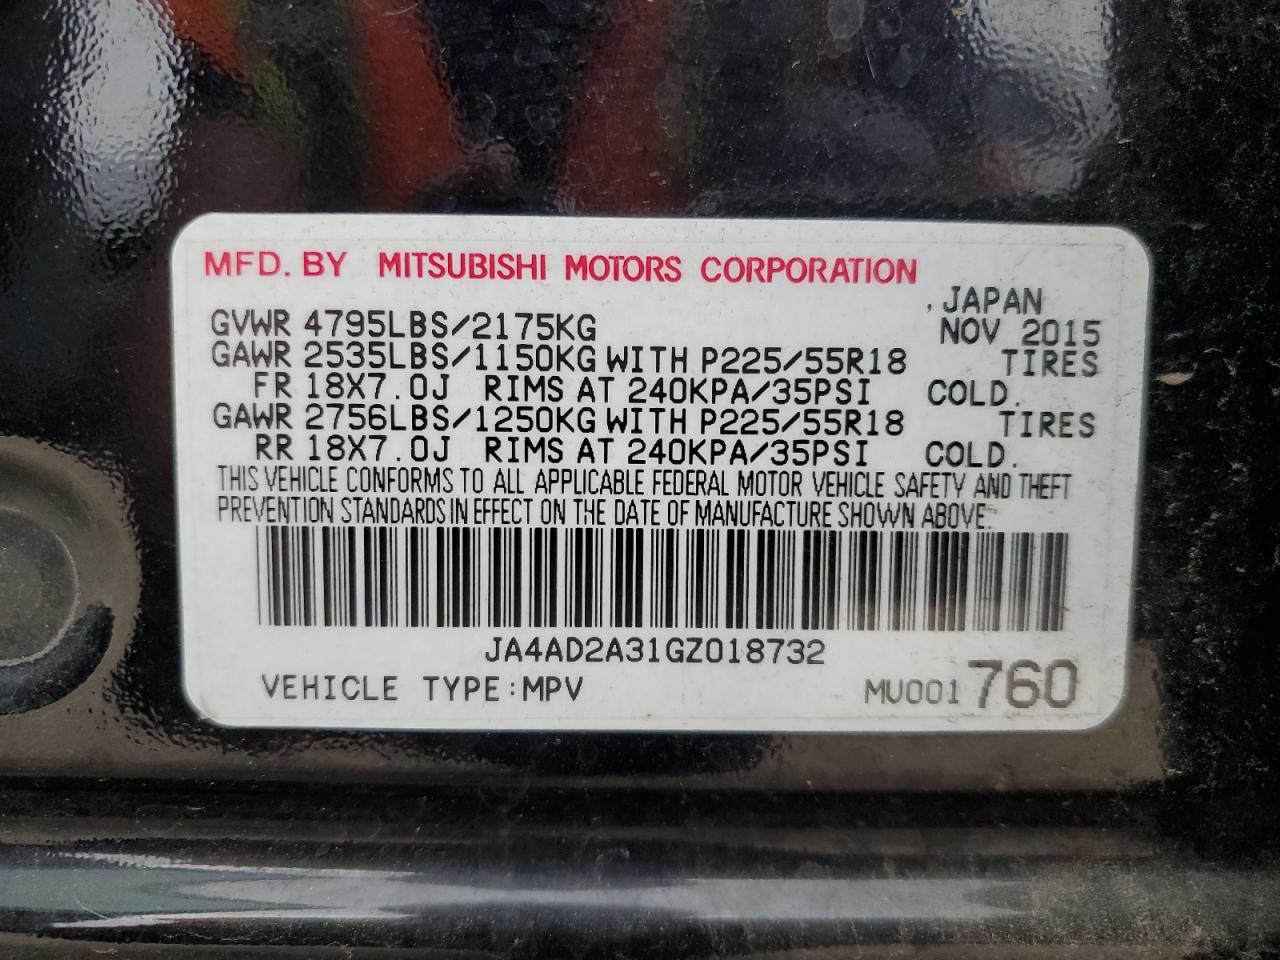 MFD. BY MITSUBISHI MOTORS CORPORATION
JAPAN
GVWR 4795LBS/2175KG NOV 2015
GAWR 2535LBS/1150KG WITH P225/55R18 TIRES
FR 18X7.0J RIMS AT 240KPA/35PSI COLD.
GAWR 2756LBS/1250KG WITH P225/55R18 TIRES
RR 18X7.0J RIMS AT 240KPA/35PSI COLD.
THIS VEHICLE CONFORMS TO ALL APPLICABLE FEDERAL MOTOR VEHICLE SAFETY AND THEFT
PREVENTION STANDARDS IN EFFECT ON THE DATE OF MANUFACTURE SHOWN ABOVE.
JA4AD2A31GZ018732
VEHICLE TYPE:MPV MU001760